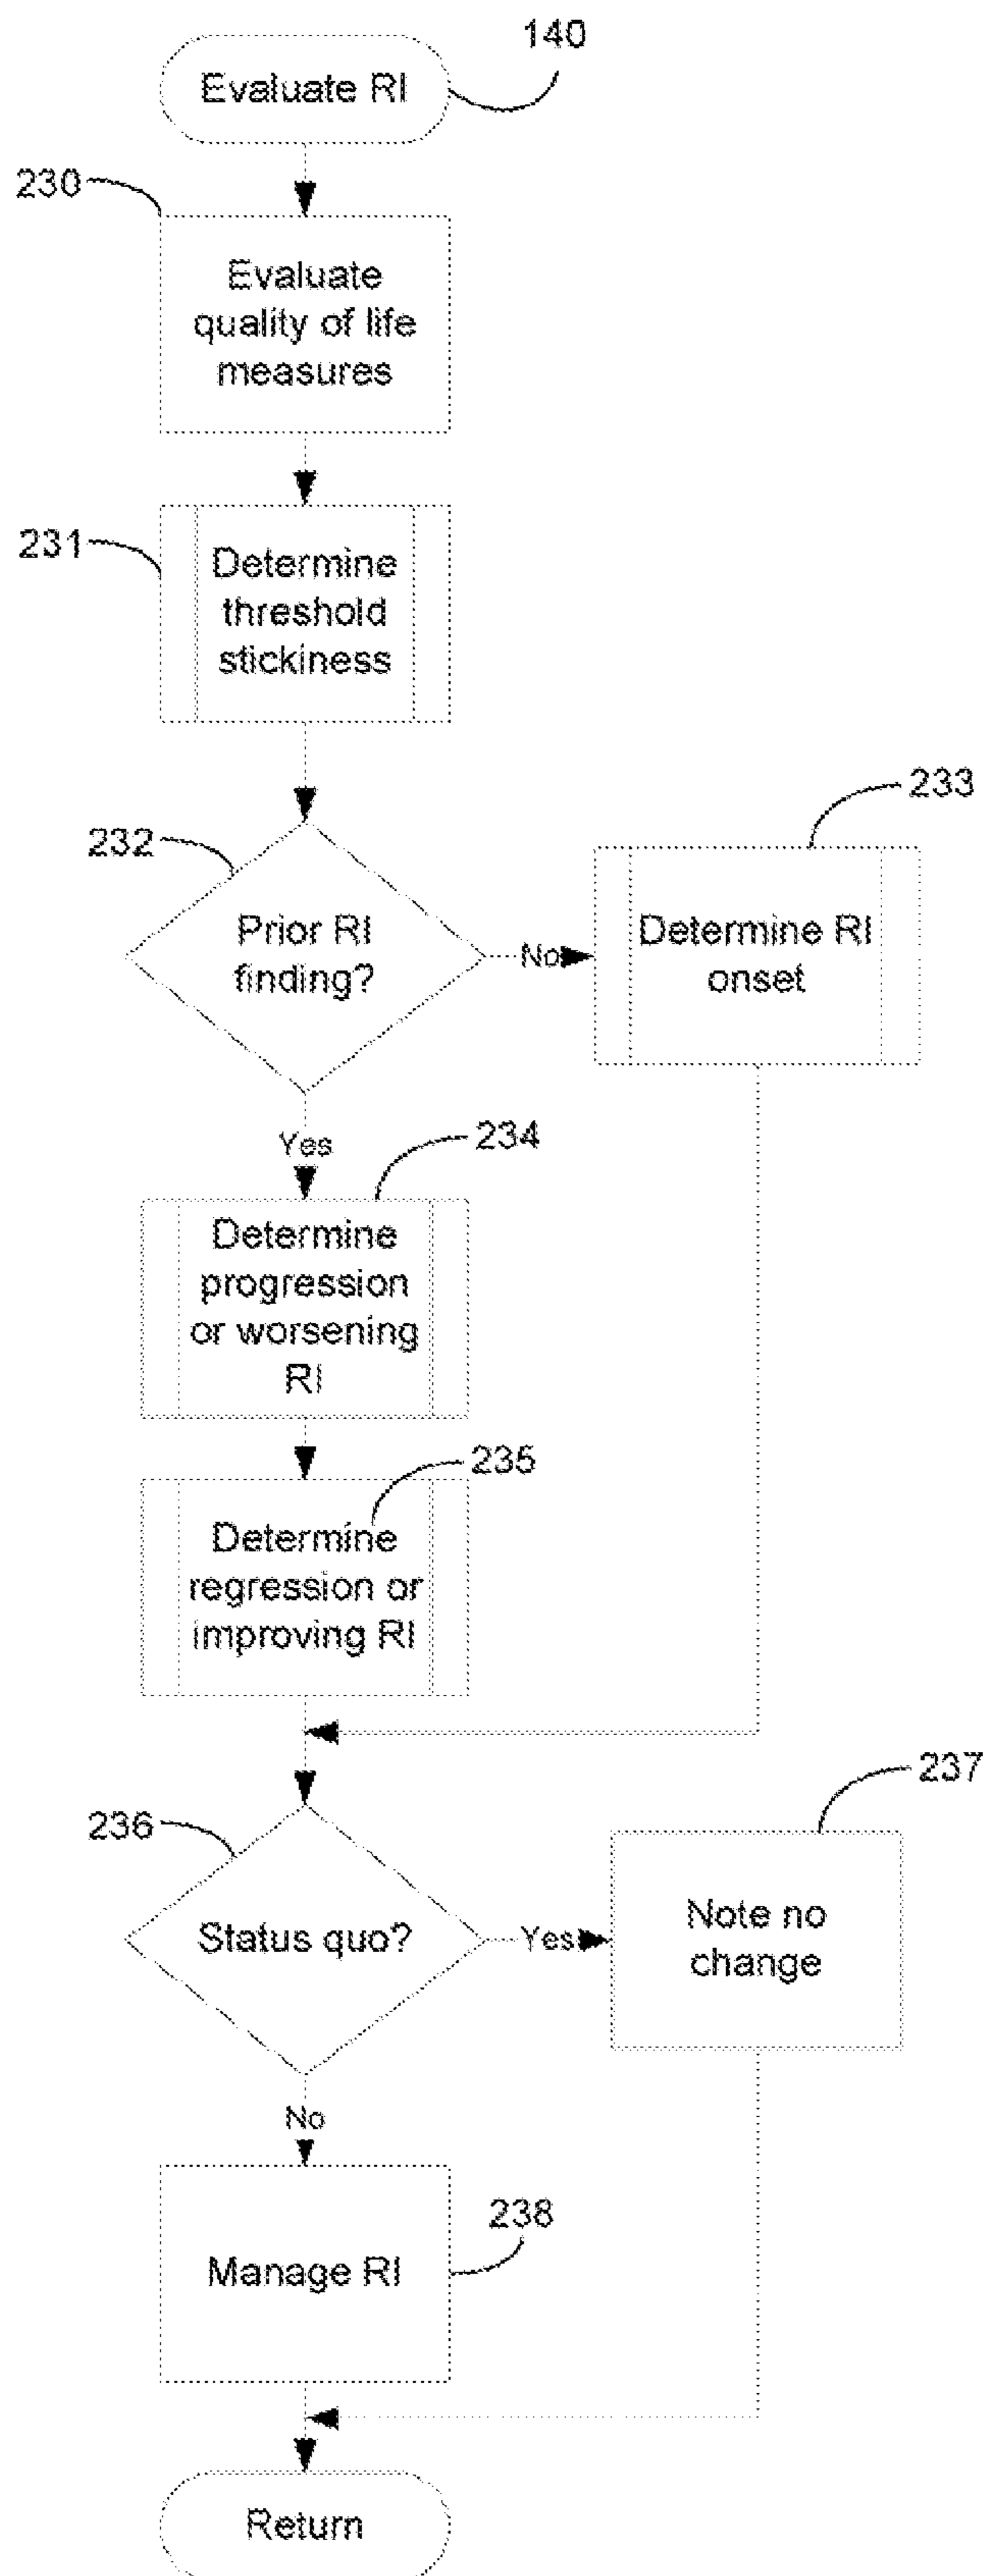 140
Evaluate RI
230
Evaluate
quality of life
measures
231
Determine
threshold
stickiness
232
Prior RI
finding?
No
233
Determine RI
onset
Yes
234
Determine
progression
or worsening
RI
235
Determine
regression or
improving RI
236
Status quo?
Yes
237
Note no
change
No
238
Manage RI
Return